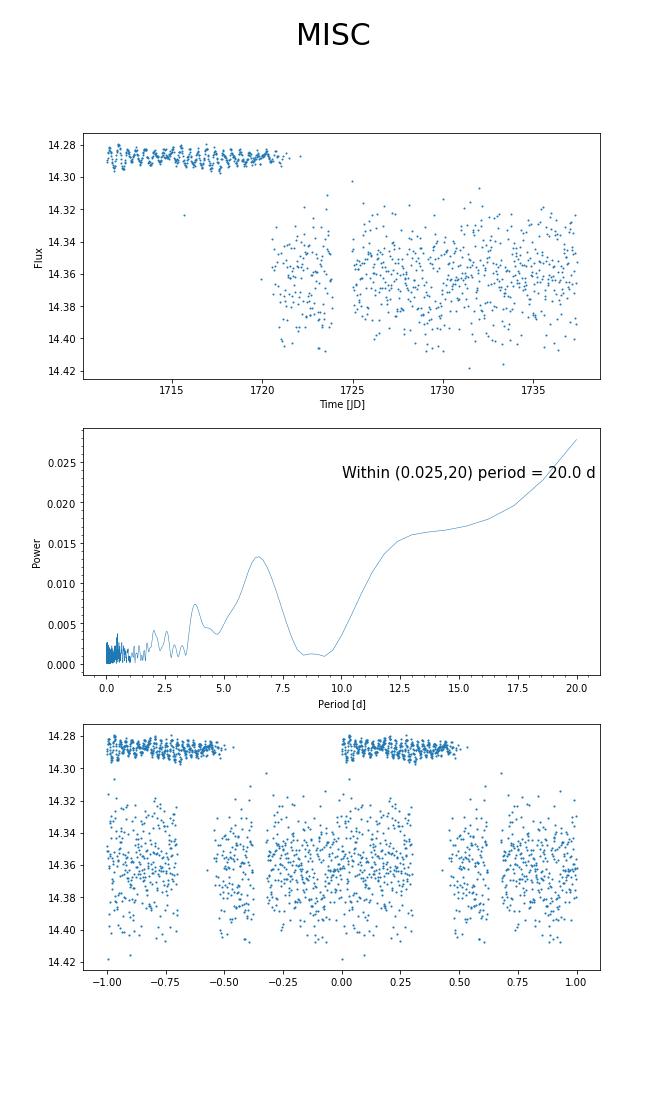 MISC
14.28
14.30
14.32
14.34
14.36
14.38
14.40
14.42
Flux
1715 1720 1725 1730 1735
Time [JD]
0.025
0.020
0.015
0.010
0.005
0.000
Power
Within (0.025,20) period = 20.0 d
0.0 2.5 5.0 7.5 10.0 12.5 15.0 17.5 20.0
Period [d]
14.28
14.30
14.32
14.34
14.36
14.38
14.40
14.42
−1.00 −0.75 −0.50 −0.25 0.00 0.25 0.50 0.75 1.00